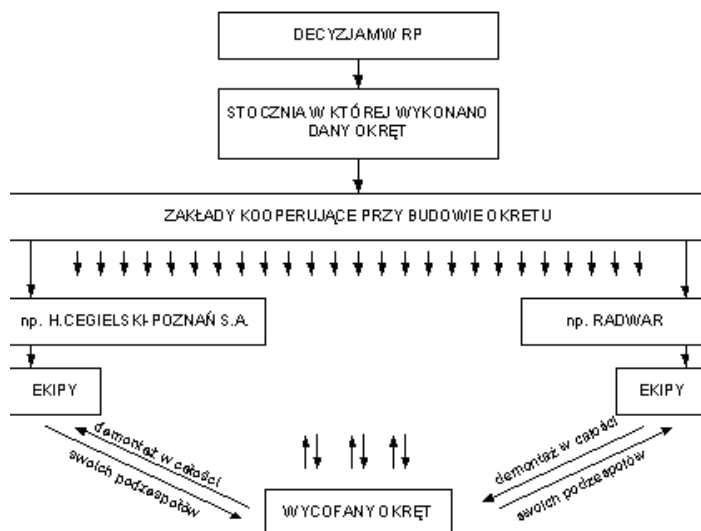 DECYZJAMW RP
STOCZNIA W KTÓREJ WYKONANO
DANY OKRĘT
ZAKŁADY KOOPERUJĄCE PRZY BUDOWIE OKRETU
np. H.CEGIELSKI-POZNAŃ S.A.
np. RADWAR
EKIPY
EKIPY
demontaż w całości
swoich podzespołów
demontaż w całości
swoich podzespołów
WYCOFANY OKRĘT